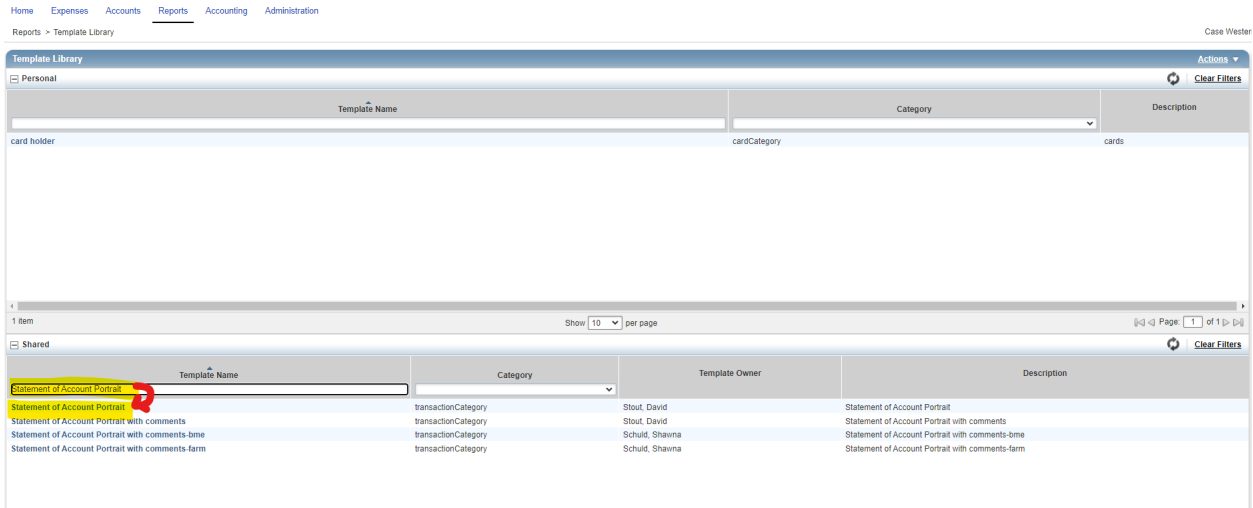 Home Expenses Accounts Reports Accounting Administration
Reports > Template Library Case Wester
Template Library Actions
Personal Clear Filters
Template Name Category Description
card holder cardCategory cards
1 item Show 10 per page Page: 1 of 1
Shared Clear Filters
Template Name Category Template Owner Description
Statement of Account Portrait
Statement of Account Portrait transactionCategory Stout, David Statement of Account Portrait
Statement of Account Portrait with comments transactionCategory Stout, David Statement of Account Portrait with comments
Statement of Account Portrait with comments-bme transactionCategory Schuld, Shawna Statement of Account Portrait with comments-bme
Statement of Account Portrait with comments-farm transactionCategory Schuld, Shawna Statement of Account Portrait with comments-farm